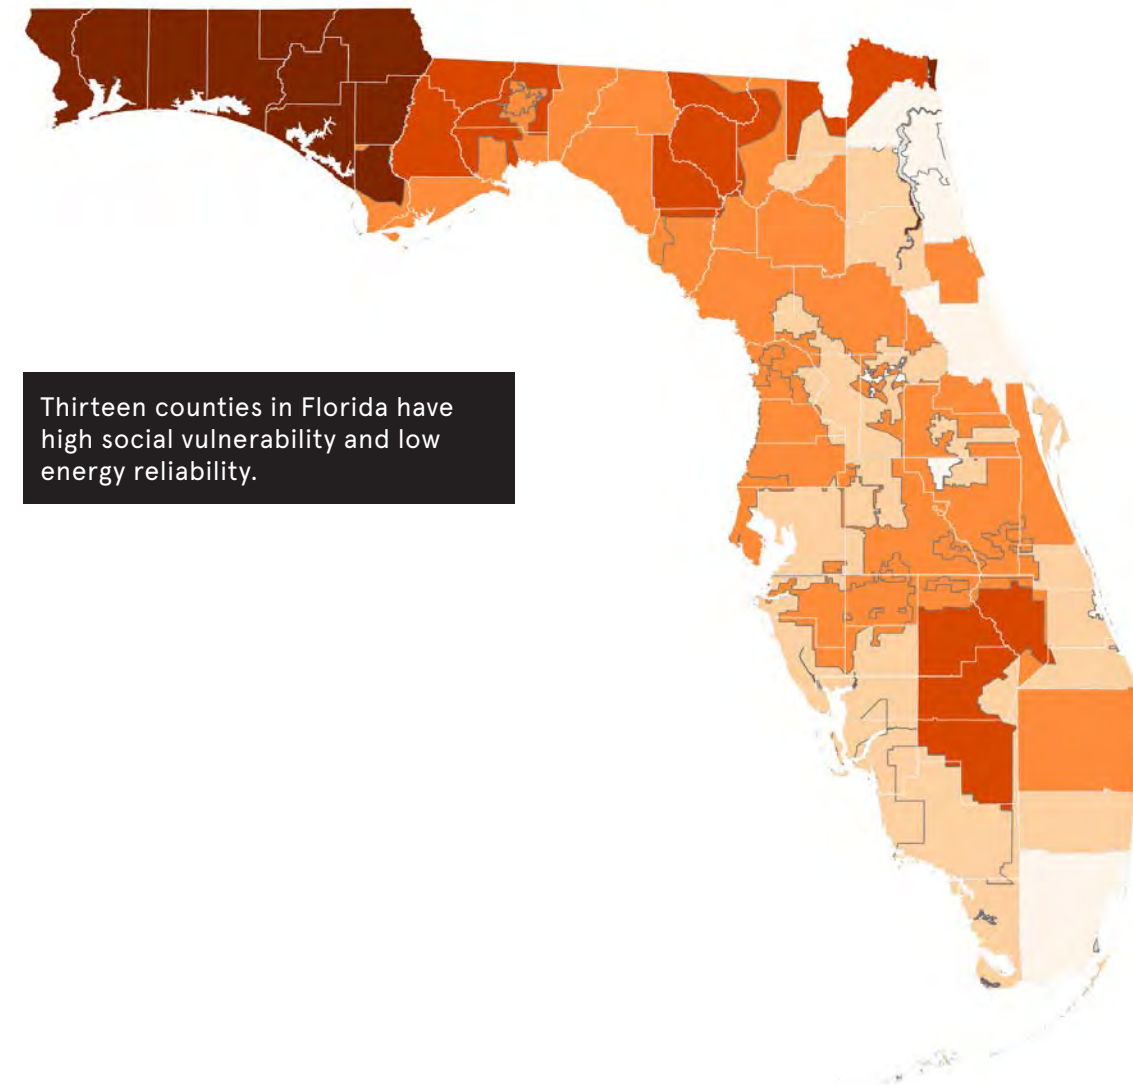 Thirteen counties in Florida have
high social vulnerability and low
energy reliability.